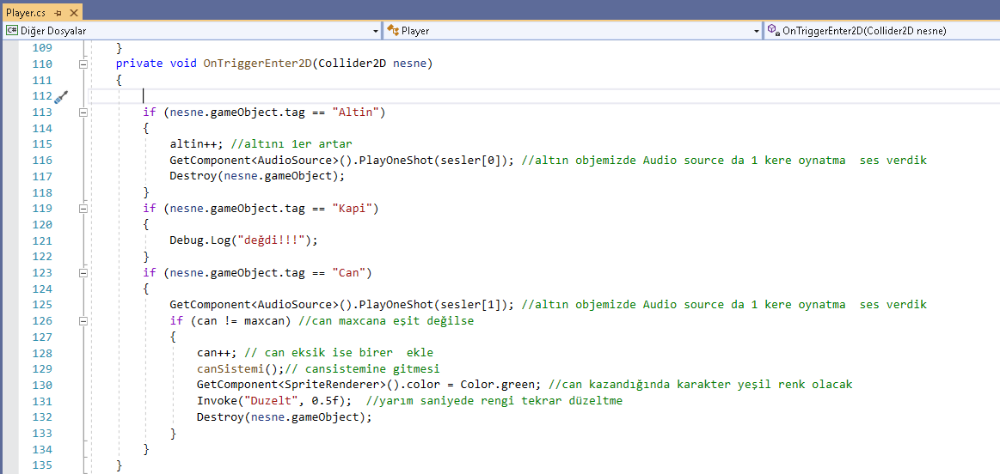 Player.cs
C# Diğer Dosyalar
Player
OnTriggerEnter2D(Collider2D nesne)
109 }
110 private void OnTriggerEnter2D(Collider2D nesne)
111 {
112
113 if (nesne.gameObject.tag == "Altin")
114 {
115 altin++; //altını 1er artar
116 GetComponent<AudioSource>().PlayOneShot(sesler[0]); //altın objemizde Audio source da 1 kere oynatma  ses verdik
117 Destroy(nesne.gameObject);
118 }
119 if (nesne.gameObject.tag == "Kapi")
120 {
121 Debug.Log("değdi!!!");
122 }
123 if (nesne.gameObject.tag == "Can")
124 {
125 GetComponent<AudioSource>().PlayOneShot(sesler[1]); //altın objemizde Audio source da 1 kere oynatma  ses verdik
126 if (can != maxcan) //can maxcana eşit değilse
127 {
128 can++; // can eksik ise birer  ekle
129 canSistemi();// cansistemine gitmesi
130 GetComponent<SpriteRenderer>().color = Color.green; //can kazandığında karakter yeşil renk olacak
131 Invoke("Duzelt", 0.5f);  //yarım saniyede rengi tekrar düzeltme
132 Destroy(nesne.gameObject);
133 }
134 }
135 }